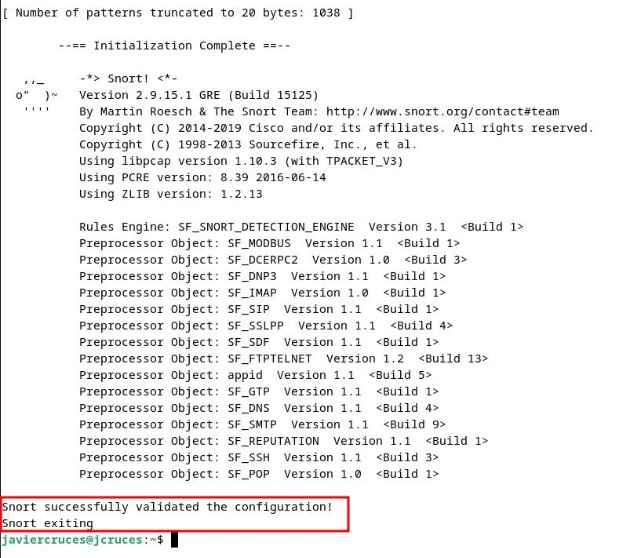 [ Number of patterns truncated to 20 bytes: 1038 ]
--== Initialization Complete ==--
,,_     -*> Snort! <*-
o"  )~   Version 2.9.15.1 GRE (Build 15125)
''''    By Martin Roesch & The Snort Team: http://www.snort.org/contact#team
Copyright (C) 2014-2019 Cisco and/or its affiliates. All rights reserved.
Copyright (C) 1998-2013 Sourcefire, Inc., et al.
Using libpcap version 1.10.3 (with TPACKET_V3)
Using PCRE version: 8.39 2016-06-14
Using ZLIB version: 1.2.13
Rules Engine: SF_SNORT_DETECTION_ENGINE  Version 3.1  <Build 1>
Preprocessor Object: SF_MODBUS  Version 1.1  <Build 1>
Preprocessor Object: SF_DCERPC2  Version 1.0  <Build 3>
Preprocessor Object: SF_DNP3  Version 1.1  <Build 1>
Preprocessor Object: SF_IMAP  Version 1.0  <Build 1>
Preprocessor Object: SF_SIP  Version 1.1  <Build 1>
Preprocessor Object: SF_SSLPP  Version 1.1  <Build 4>
Preprocessor Object: SF_SDF  Version 1.1  <Build 1>
Preprocessor Object: SF_FTPTELNET  Version 1.2  <Build 13>
Preprocessor Object: appid  Version 1.1  <Build 5>
Preprocessor Object: SF_GTP  Version 1.1  <Build 1>
Preprocessor Object: SF_DNS  Version 1.1  <Build 4>
Preprocessor Object: SF_SMTP  Version 1.1  <Build 9>
Preprocessor Object: SF_REPUTATION  Version 1.1  <Build 1>
Preprocessor Object: SF_SSH  Version 1.1  <Build 3>
Preprocessor Object: SF_POP  Version 1.0  <Build 1>
Snort successfully validated the configuration!
Snort exiting
javiercruces@jcruces:~$